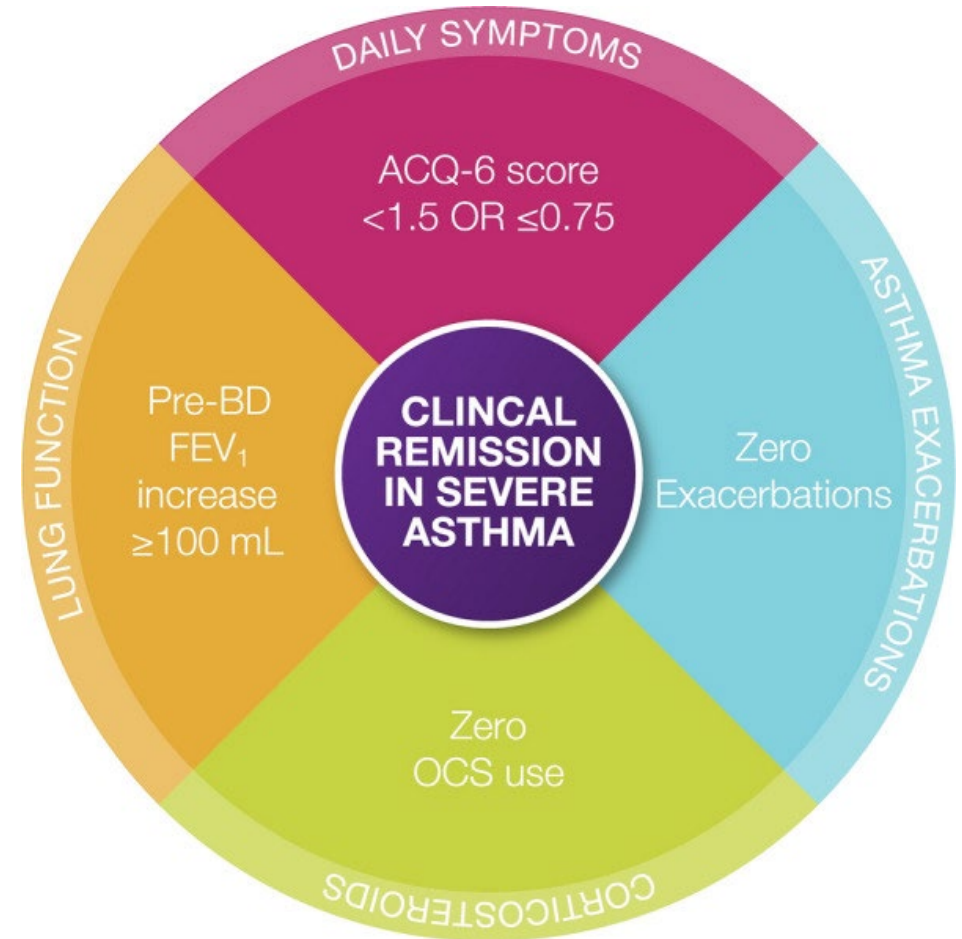 DAILY SYMPTOMS
ACQ-6 score
<1.5 OR ≤0.75
ASTHMA EXACERBATIONS
Zero
Exacerbations
CORTICOSTEROIDS
Zero
OCS use
LUNG FUNCTION
Pre-BD
FEV₁
increase
≥100 mL
CLINCAL
REMISSION
IN SEVERE
ASTHMA